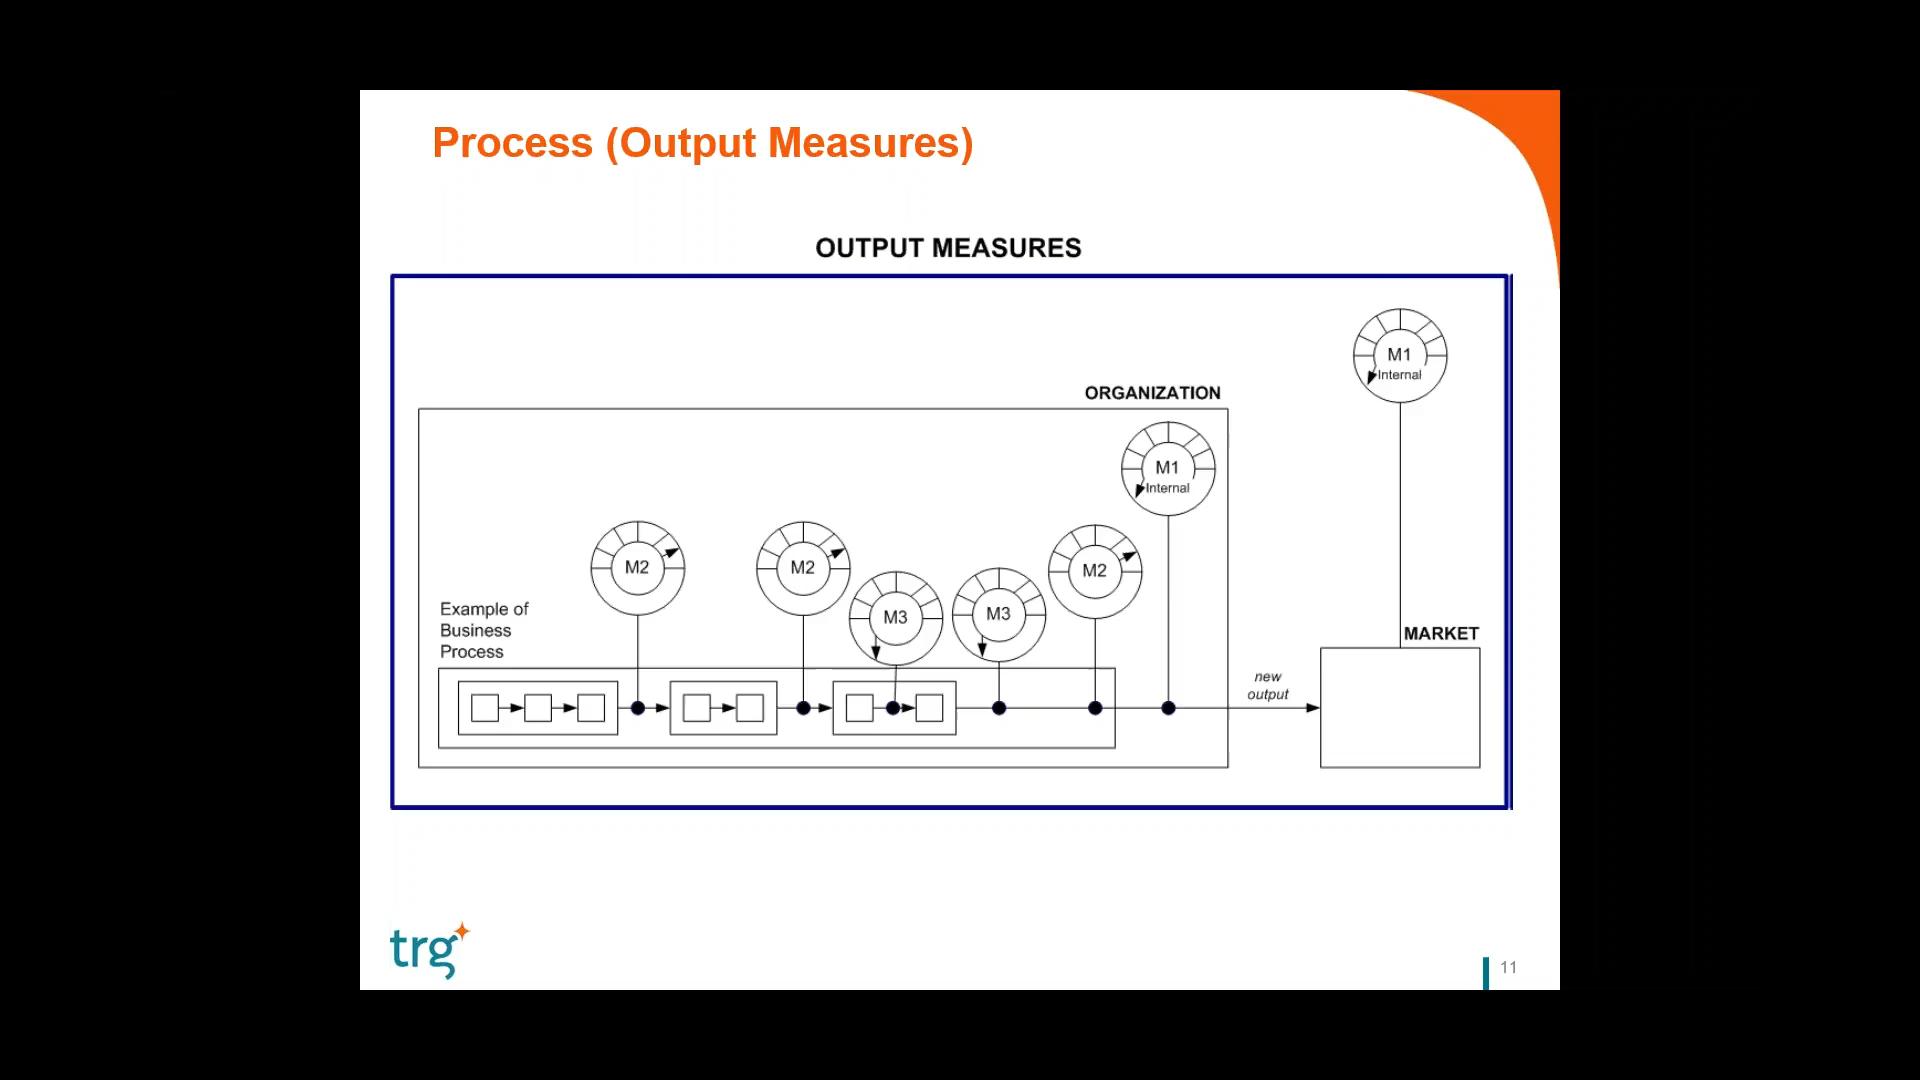 Process (Output Measures)
OUTPUT MEASURES
M1
Internal
ORGANIZATION
M1
Internal
M2
M2
M2
M3
M3
Example of
Business
Process
MARKET
new
output
trg
11